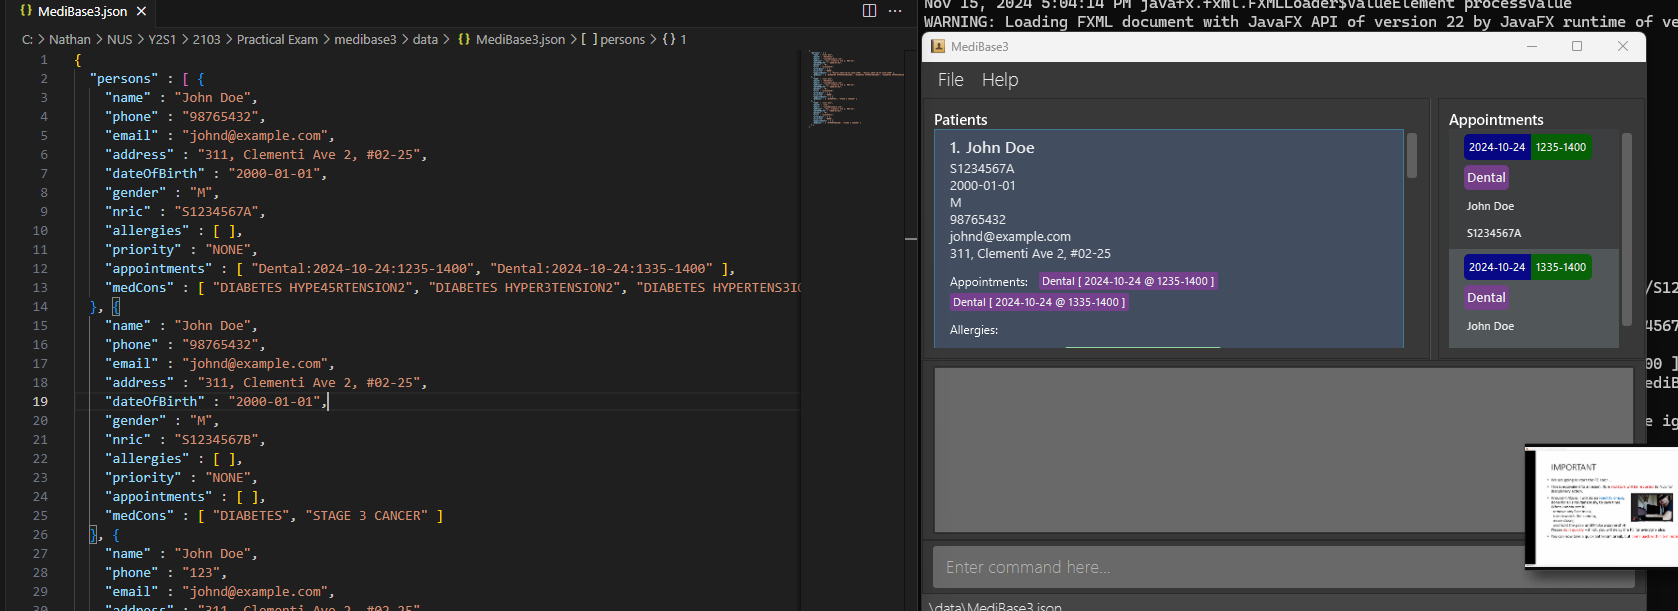 MediBase3.json
C: > Nathan > NUS > Y2S1 > 2103 > Practical Exam > medibase3 > data > {} MediBase3.json > [ ] persons > {} 1
1 {
2 "persons" : [ {
3 "name" : "John Doe",
4 "phone" : "98765432",
5 "email" : "johnd@example.com",
6 "address" : "311, Clementi Ave 2, #02-25",
7 "dateOfBirth" : "2000-01-01",
8 "gender" : "M",
9 "nric" : "S1234567A",
10 "allergies" : [ ],
11 "priority" : "NONE",
12 "appointments" : [ "Dental:2024-10-24:1235-1400", "Dental:2024-10-24:1335-1400" ],
13 "medCons" : [ "DIABETES HYPE45RTENSION2", "DIABETES HYPER3TENSION2", "DIABETES HYPERTENS3IO
14 }, {
15 "name" : "John Doe",
16 "phone" : "98765432",
17 "email" : "johnd@example.com",
18 "address" : "311, Clementi Ave 2, #02-25",
19 "dateOfBirth" : "2000-01-01",
20 "gender" : "M",
21 "nric" : "S1234567B",
22 "allergies" : [ ],
23 "priority" : "NONE",
24 "appointments" : [ ],
25 "medCons" : [ "DIABETES", "STAGE 3 CANCER" ]
26 }, {
27 "name" : "John Doe",
28 "phone" : "123",
29 "email" : "johnd@example.com",
30 "address" : "311, Clementi Ave 2, #02-25"
Nov 15, 2024 5:04:14 PM javafx.fxml.FXMLLoader$ValueElement processValue
WARNING: Loading FXML document with JavaFX API of version 22 by JavaFX runtime of ve
MediBase3
File Help
Patients
1. John Doe
S1234567A
2000-01-01
M
98765432
johnd@example.com
311, Clementi Ave 2, #02-25
Appointments: Dental [ 2024-10-24 @ 1235-1400 ]
Dental [ 2024-10-24 @ 1335-1400 ]
Allergies:
Appointments
2024-10-24 1235-1400
Dental
John Doe
S1234567A
2024-10-24 1335-1400
Dental
John Doe
/S12
4567
00 ]
ediB
e ig
IMPORTANT
Enter command here...
\data\MediBase3.json